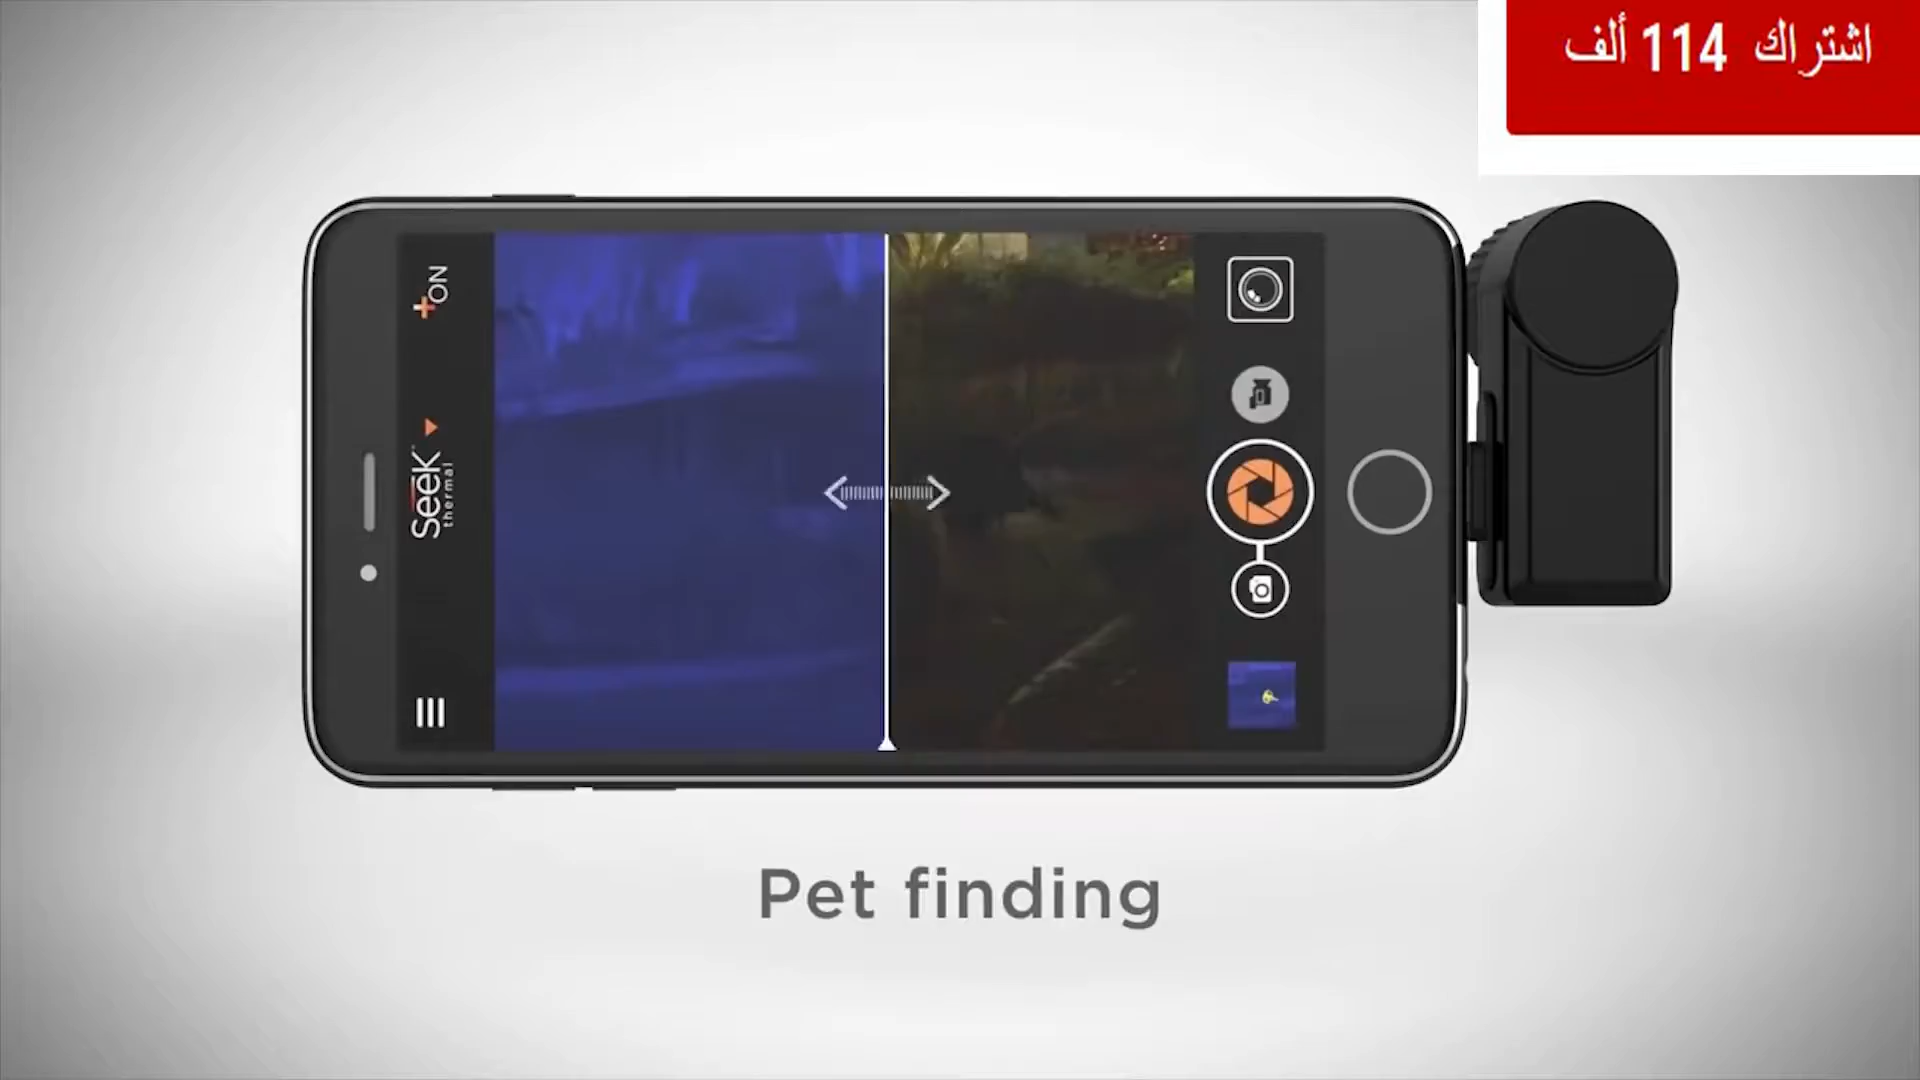 اشتراك 114 ألف
+ON
Seek
thermal
Pet finding